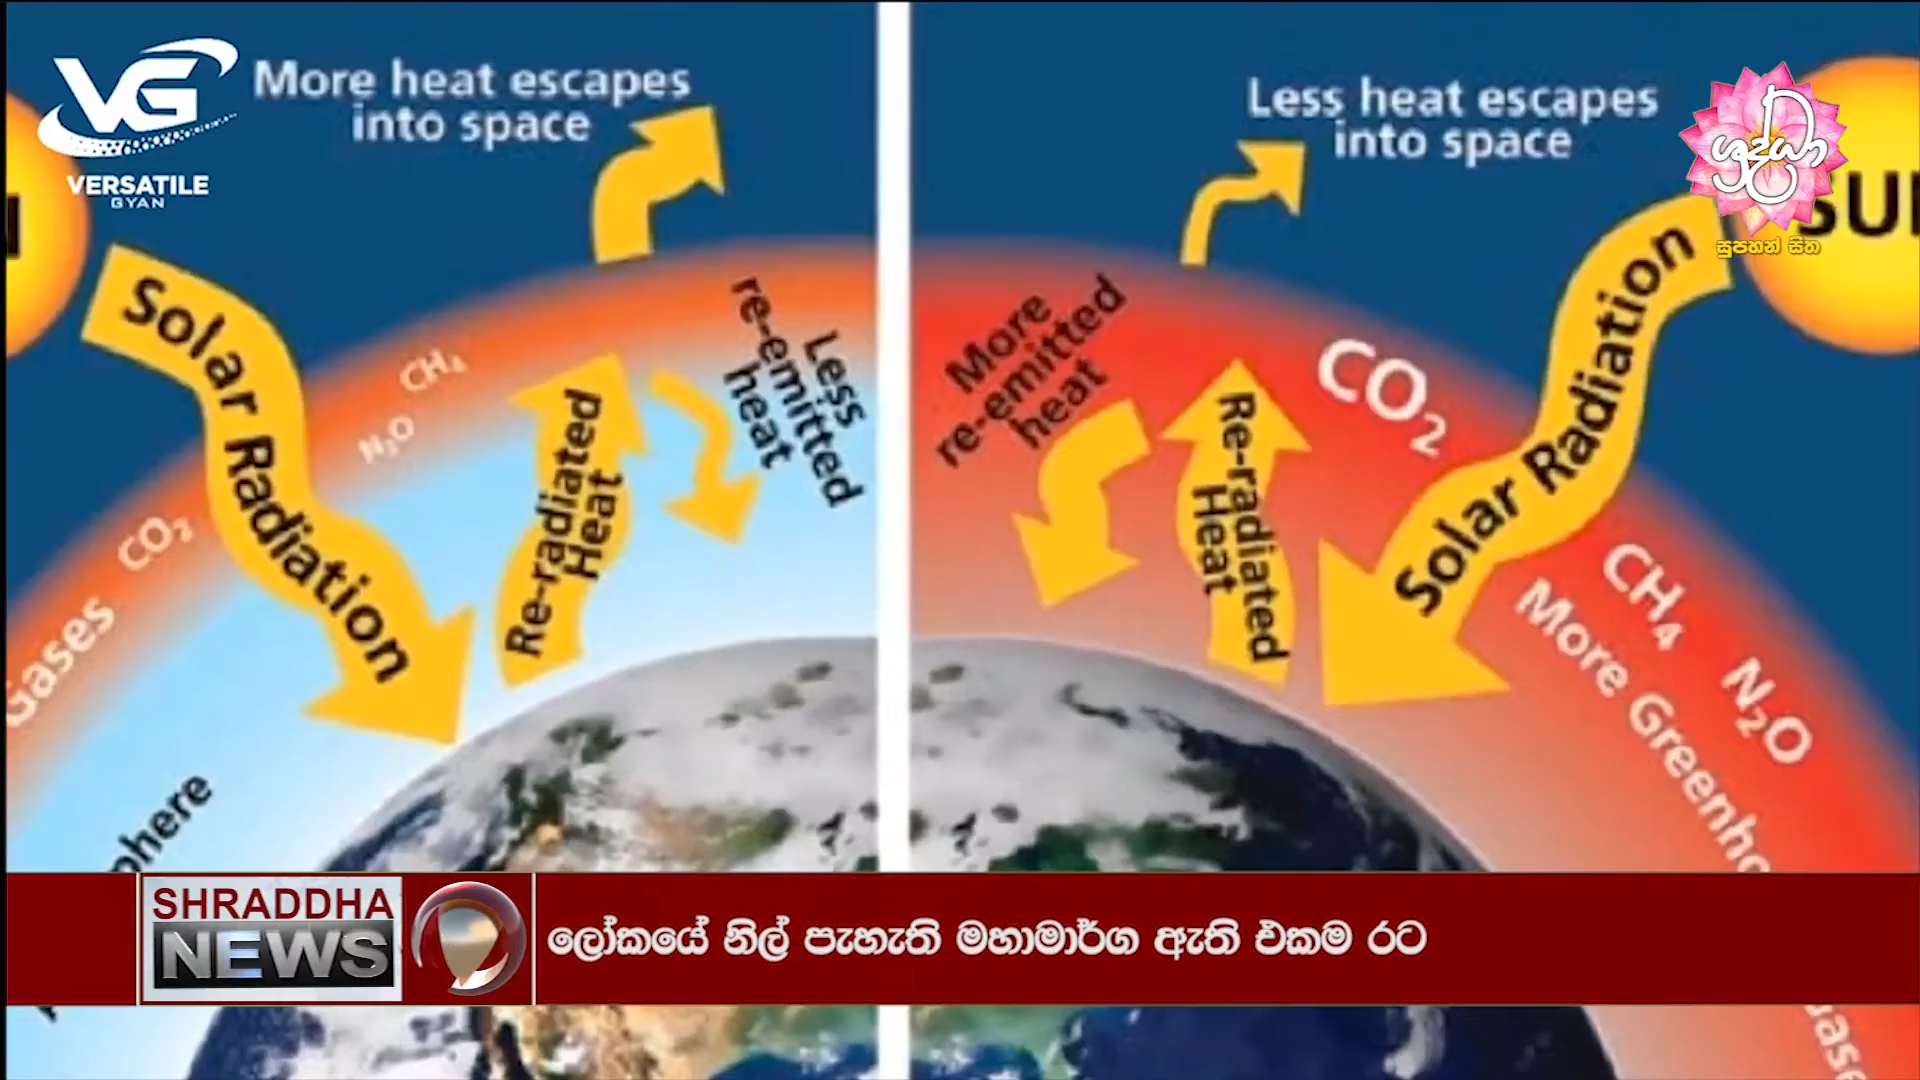 VG
VERSATILE
GYAN
More heat escapes
into space
Less heat escapes
into space
ශ්‍රද්ධා
සුපහන් සිත
Solar Radiation
Re-radiated
Heat
Less
re-emitted
heat
CH₄
N₂O
CO₂
Gases
More
re-emitted
heat
Re-radiated
Heat
CO₂
Solar Radiation
CH₄
N₂O
SHRADDHA
NEWS
ලෝකයේ නිල් පැහැති මහාමාර්ග ඇති එකම රට